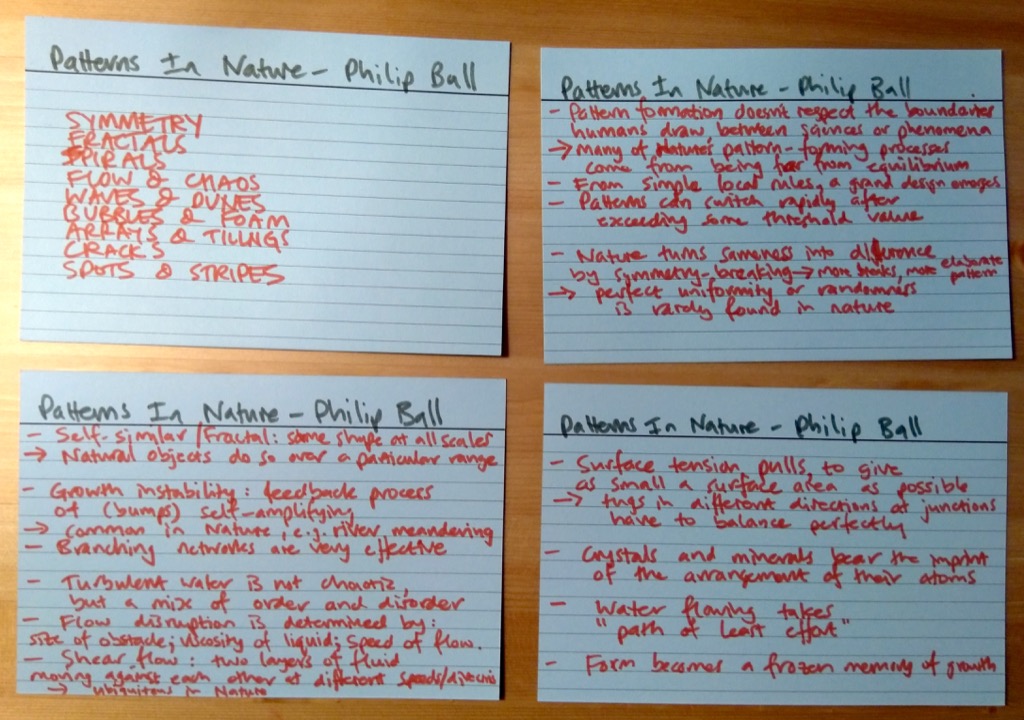 Patterns In Nature - Philip Ball
SYMMETRY
FRACTALS
SPIRALS
FLOW & CHAOS
WAVES & DUNES
BUBBLES & FOAM
ARRAYS & TILINGS
CRACKS
SPOTS & STRIPES
Patterns In Nature - Philip Ball
- Pattern formation doesn't respect the boundaries
humans draw between sciences or phenomena
→ many of Nature's pattern-forming processes
come from being far from equilibrium
- From simple local rules, a grand design emerges
- Patterns can switch rapidly after
exceeding some threshold value
- Nature turns sameness into difference
by symmetry-breaking → more breaks, more elaborate pattern
→ perfect uniformity or randomness
is rarely found in nature
Patterns In Nature - Philip Ball
- Self-similar/Fractal: same shape at all scales
→ Natural objects do so over a particular range
- Growth instability: feedback process
of (bumps) self-amplifying
→ Common in Nature, e.g. river meandering
- Branching networks are very effective
- Turbulent water is not chaotic,
but a mix of order and disorder
- Flow disruption is determined by:
size of obstacle; viscosity of liquid; speed of flow.
- Shear flow: two layers of fluid
moving against each other at different speeds/directions
→ ubiquitous in Nature
Patterns In Nature - Philip Ball
- Surface tension pulls to give
as small a surface area as possible
→ tugs in different directions at junctions
have to balance perfectly
- Crystals and minerals bear the imprint
of the arrangement of their atoms
- Water flowing takes
"path of least effort"
- Form becomes a frozen memory of growth